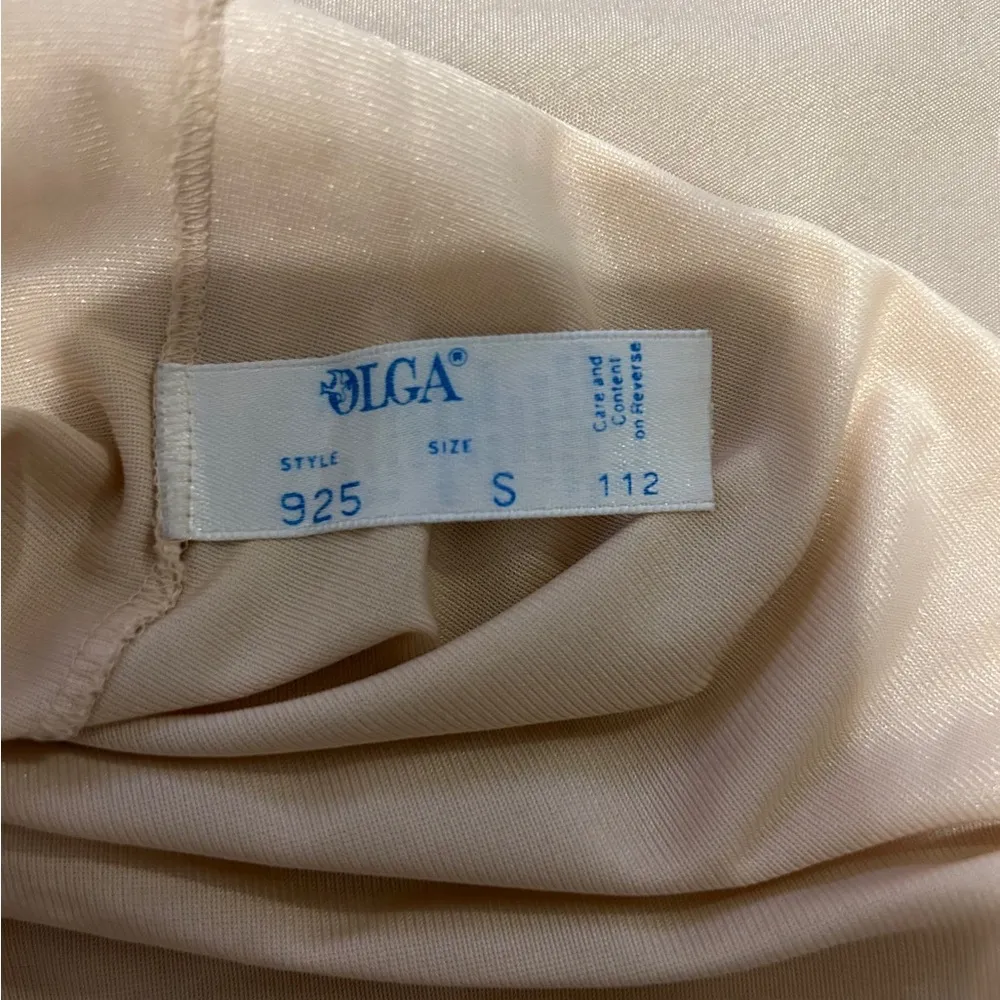 OLGA®
STYLE
925
SIZE
S
112
Care and
Content
on Reverse